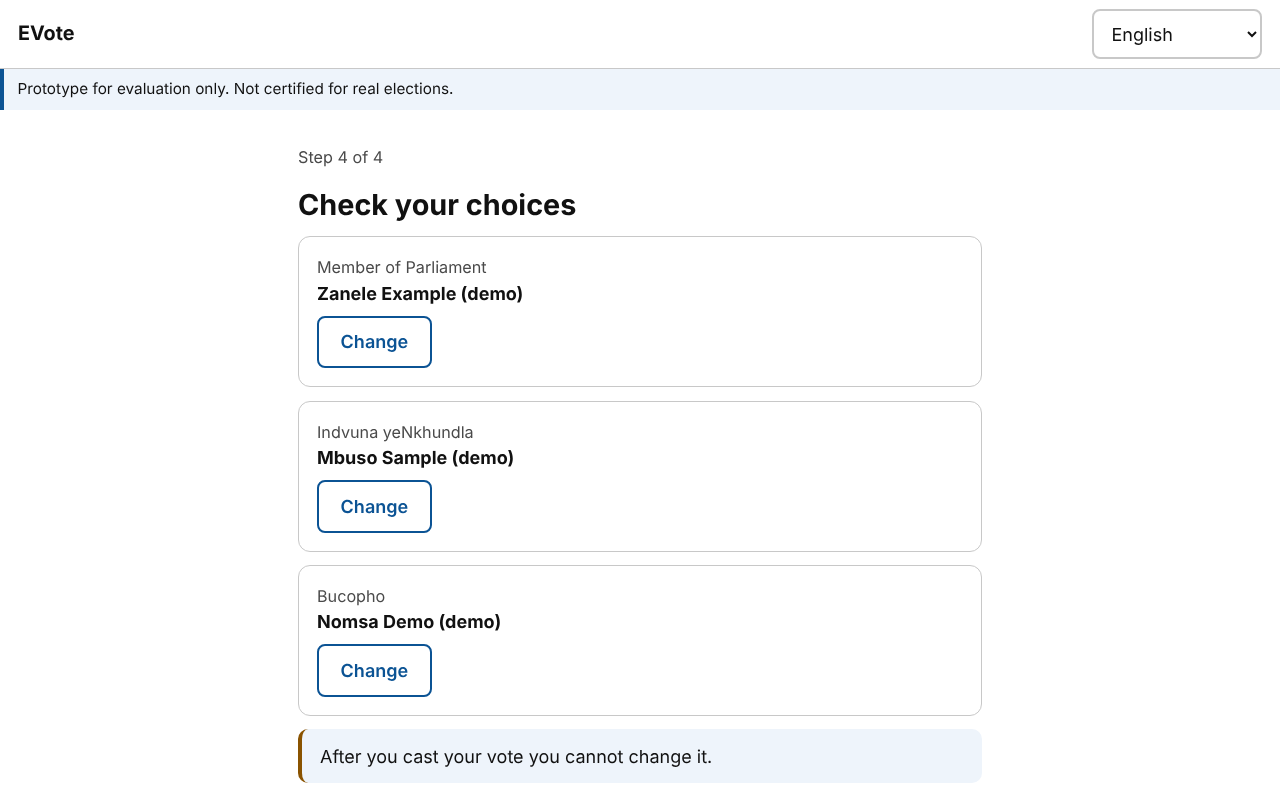 EVote
English
Prototype for evaluation only. Not certified for real elections.
Step 4 of 4
Check your choices
Member of Parliament
Zanele Example (demo)
Change
Indvuna yeNkhundla
Mbuso Sample (demo)
Change
Bucopho
Nomsa Demo (demo)
Change
After you cast your vote you cannot change it.